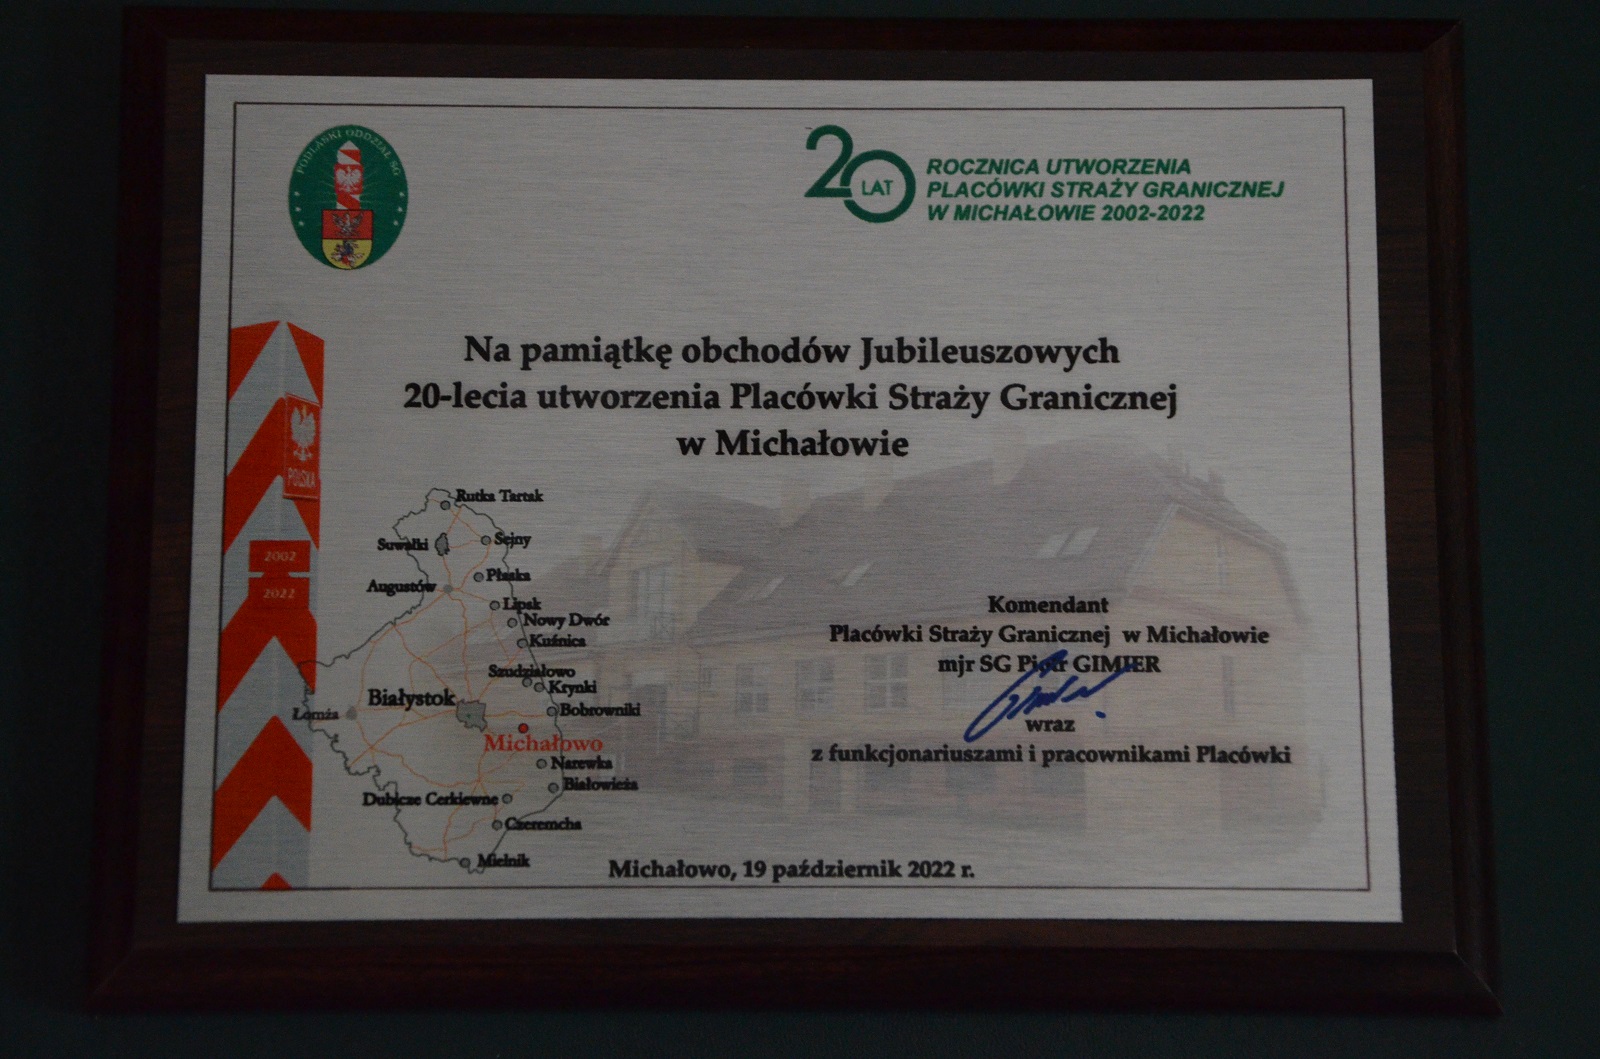 PODLASKI ODDZIAŁ SG
20 LAT
ROCZNICA UTWORZENIA
PLACÓWKI STRAŻY GRANICZNEJ
W MICHAŁOWIE 2002-2022
Na pamiątkę obchodów Jubileuszowych
20-lecia utworzenia Placówki Straży Granicznej
w Michałowie
POLSKA
2002
2022
Rutka Tartak
Suwałki
Sejny
Płaska
Augustów
Lipsk
Nowy Dwór
Kuźnica
Szudziałowo
Krynki
Białystok
Bobrowniki
Łomża
Michałowo
Narewka
Białowieża
Dubicze Cerkiewne
Czeremcha
Mielnik
Komendant
Placówki Straży Granicznej w Michałowie
mjr SG Piotr GIMIER
wraz
z funkcjonariuszami i pracownikami Placówki
Michałowo, 19 październik 2022 r.